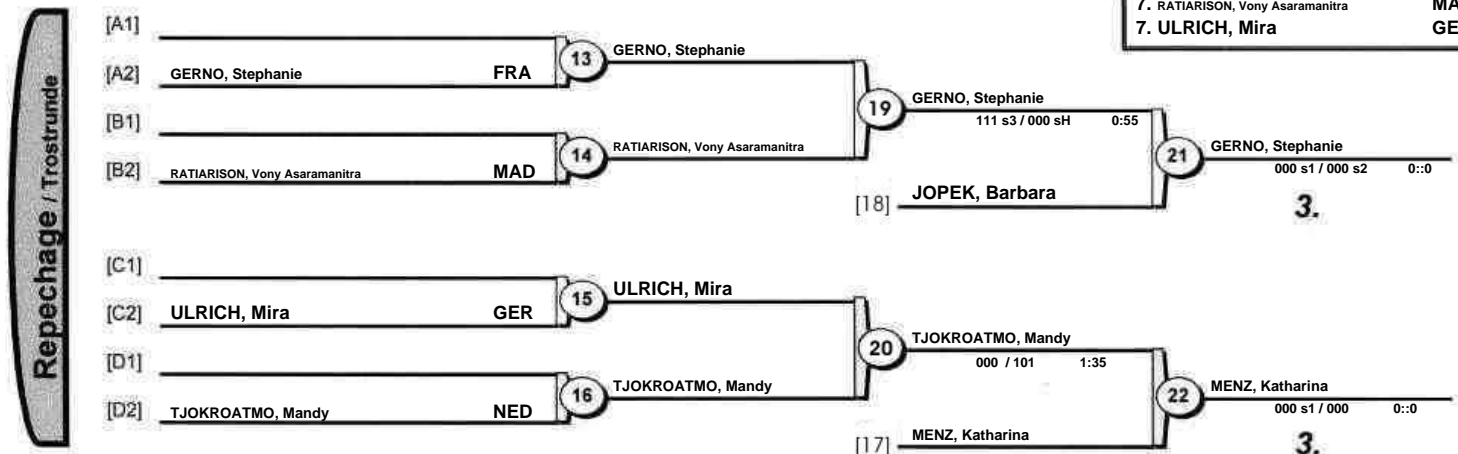 7. RATIARISON, Vony Asaramanitra
7. ULRICH, Mira GE
Repechage / Trostrunde
[A1]
[A2] GERNO, Stephanie FRA
13 GERNO, Stephanie
[B1]
[B2] RATIARISON, Vony Asaramanitra MAD
14 RATIARISON, Vony Asaramanitra
19 GERNO, Stephanie
111 s3 / 000 sH 0:55
[18] JOPEK, Barbara
21 GERNO, Stephanie
000 s1 / 000 s2 0::0
3.
[C1]
[C2] ULRICH, Mira GER
15 ULRICH, Mira
[D1]
[D2] TJOKROATMO, Mandy NED
16 TJOKROATMO, Mandy
20 TJOKROATMO, Mandy
000 / 101 1:35
[17] MENZ, Katharina
22 MENZ, Katharina
000 s1 / 000 0::0
3.